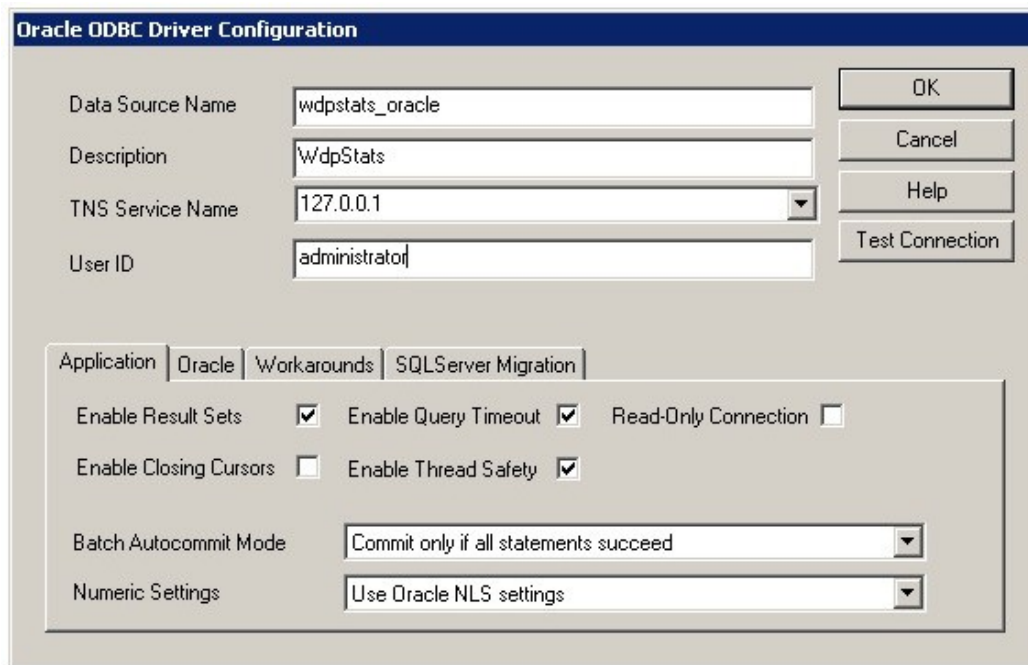 Oracle ODBC Driver Configuration
Data Source Name wdpstats_oracle OK
Description WdpStats Cancel
TNS Service Name 127.0.0.1 Help
User ID administrator Test Connection
Application Oracle Workarounds SQLServer Migration
Enable Result Sets Enable Query Timeout Read-Only Connection
Enable Closing Cursors Enable Thread Safety
Batch Autocommit Mode Commit only if all statements succeed
Numeric Settings Use Oracle NLS settings